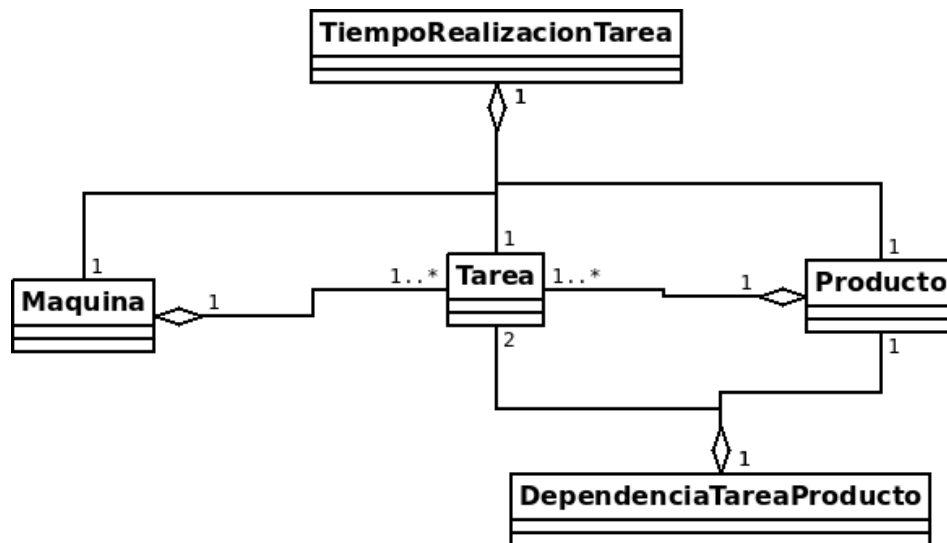 TiempoRealizacionTarea
1
1
1
1
Maquina
1
1..*
Tarea
1..*
1
Producto
2
1
1
DependenciaTareaProducto